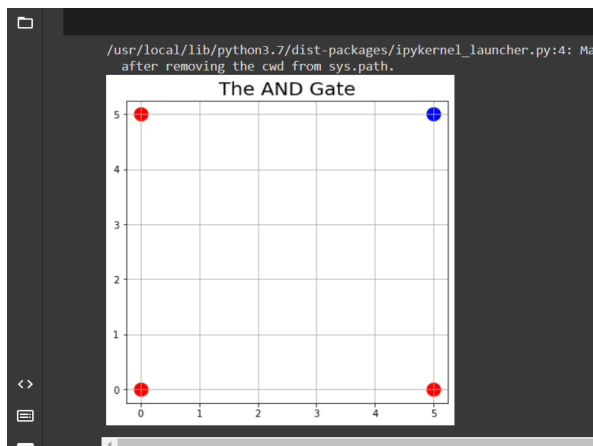 /usr/local/lib/python3.7/dist-packages/ipykernel_launcher.py:4: Ma
after removing the cwd from sys.path.
The AND Gate
5
4
3
2
1
0
0 1 2 3 4 5